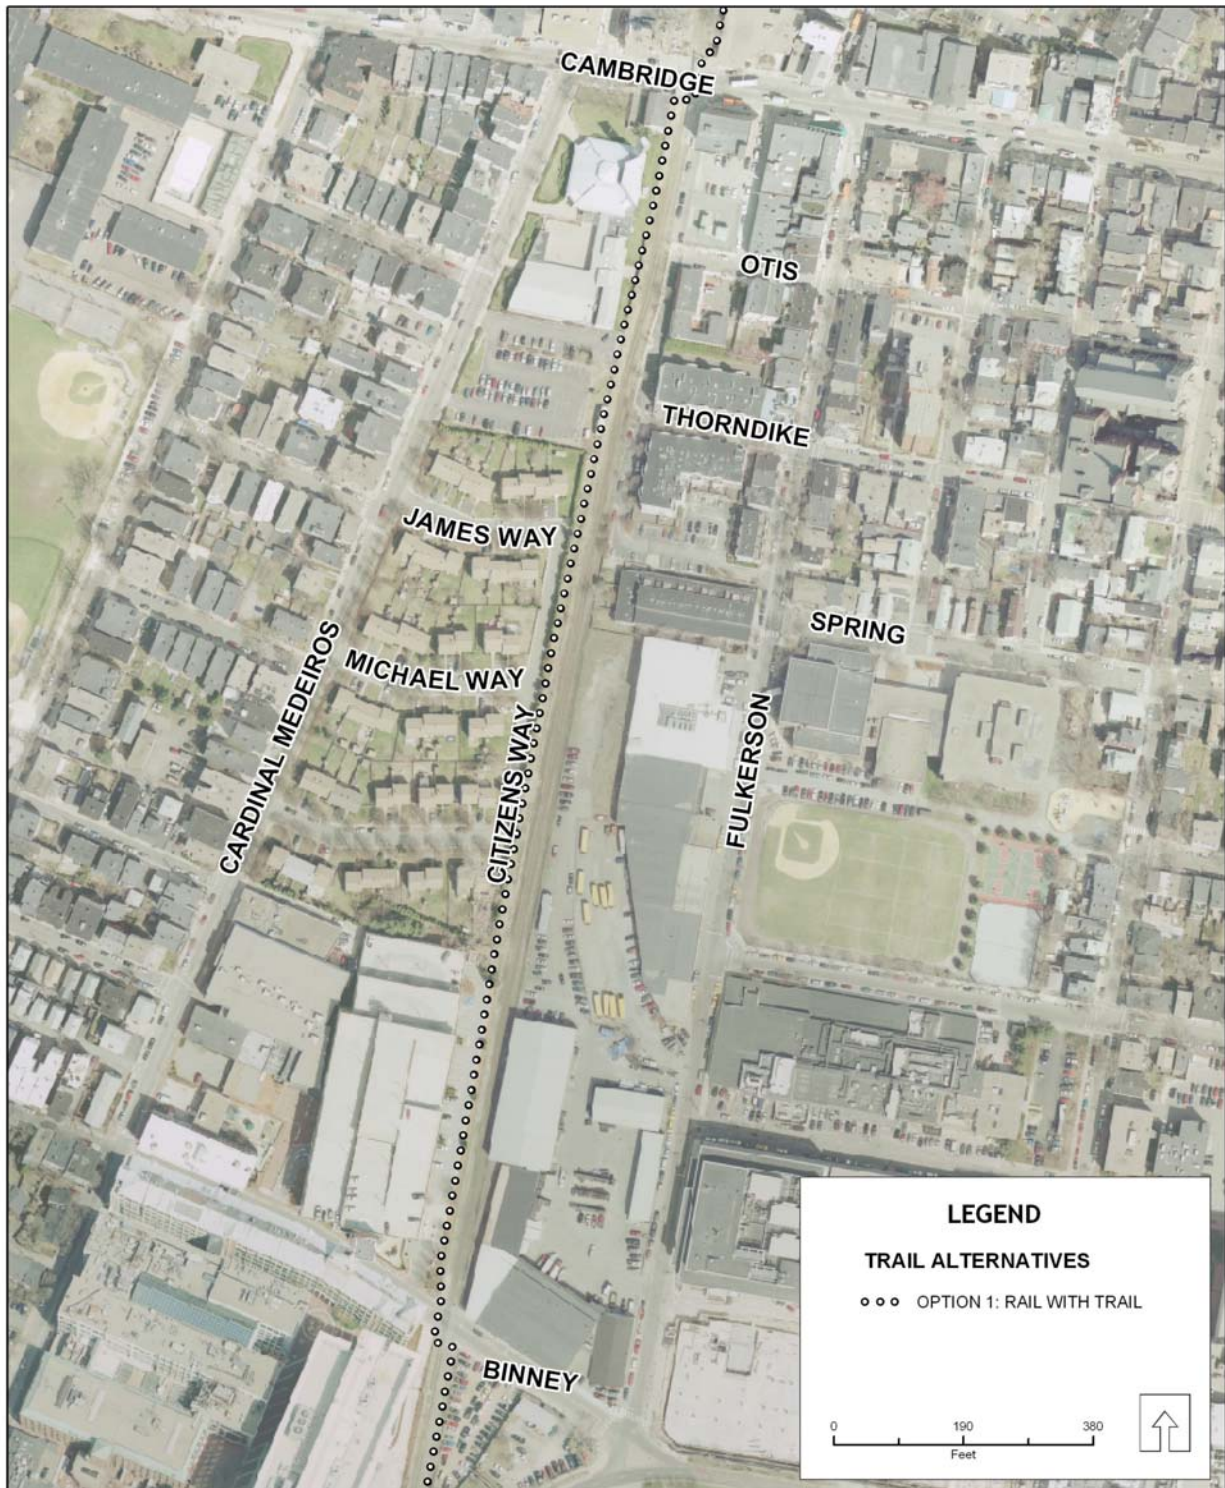 CAMBRIDGE
OTIS
THORNDIKE
JAMES WAY
SPRING
MICHAEL WAY
CARDINAL MEDEIROS
CITIZENS WAY
FULKERSON
BINNEY
LEGEND
TRAIL ALTERNATIVES
OPTION 1: RAIL WITH TRAIL
0 190 380
Feet